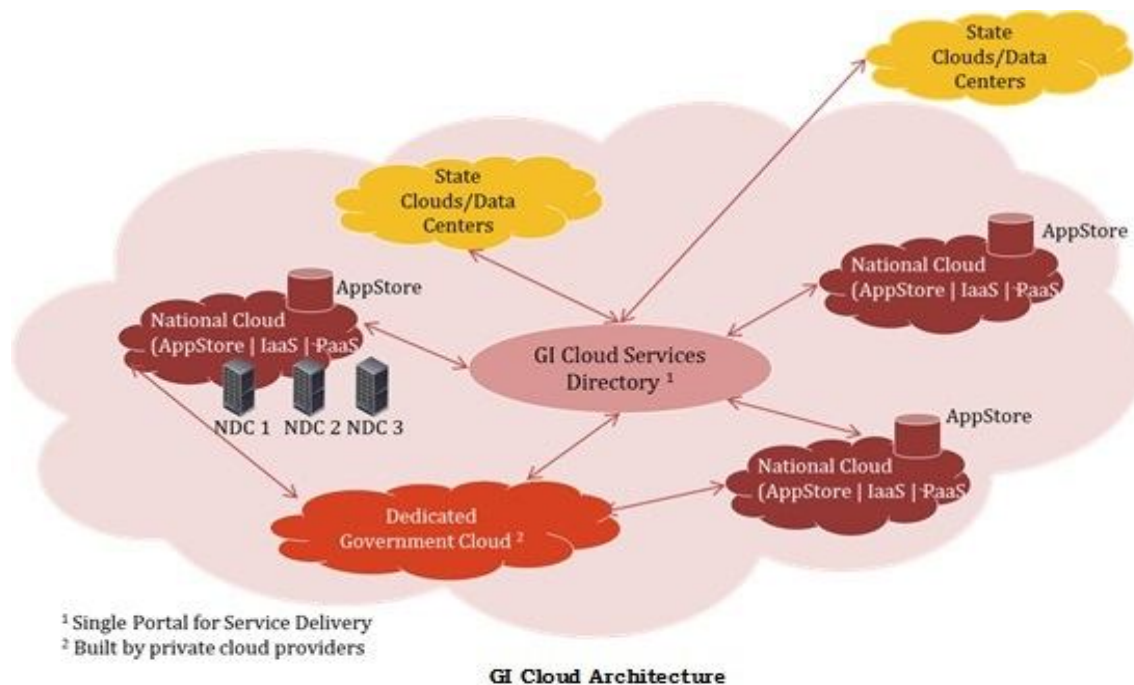 State
Clouds/Data
Centers
State
Clouds/Data
Centers
AppStore
National Cloud
(AppStore | IaaS | PaaS
AppStore
National Cloud
(AppStore | IaaS | PaaS
GI Cloud Services
Directory ¹
NDC 1 NDC 2 NDC 3
AppStore
National Cloud
(AppStore | IaaS | PaaS
Dedicated
Government Cloud ²
¹ Single Portal for Service Delivery
² Built by private cloud providers
GI Cloud Architecture